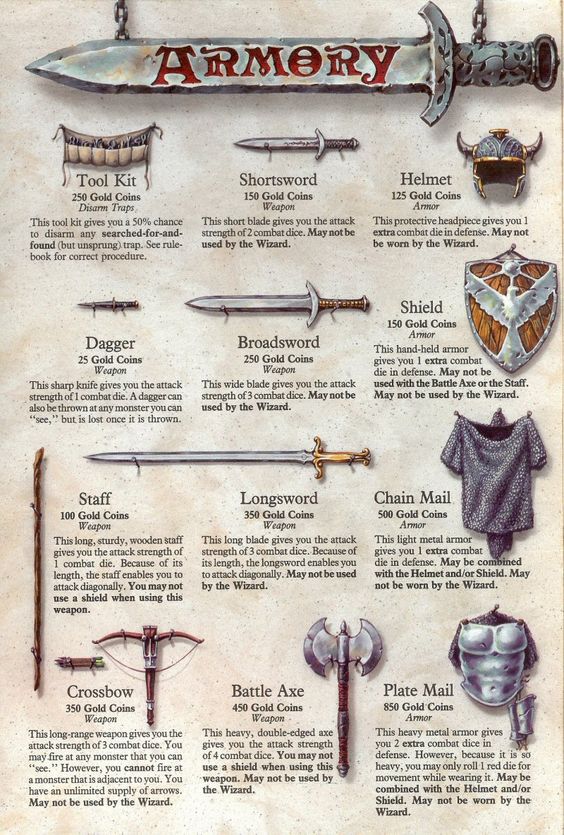 ARMORY
Tool Kit
250 Gold Coins
Disarm Traps
This tool kit gives you a 50% chance
to disarm any searched-for-and-
found (but unsprung) trap. See rule-
book for correct procedure.
Shortsword
150 Gold Coins
Weapon
This short blade gives you the attack
strength of 2 combat dice. May not be
used by the Wizard.
Helmet
125 Gold Coins
Armor
This protective headpiece gives you 1
extra combat die in defense. May not
be worn by the Wizard.
Dagger
25 Gold Coins
Weapon
This sharp knife gives you the attack
strength of 1 combat die. A dagger can
also be thrown at any monster you can
“see,” but is lost once it is thrown.
Broadsword
250 Gold Coins
Weapon
This wide blade gives you the attack
strength of 3 combat dice. May not be
used by the Wizard.
Shield
150 Gold Coins
Armor
This hand-held armor
gives you 1 extra combat
die in defense. May not be
used with the Battle Axe or the Staff.
May not be used by the Wizard.
Staff
100 Gold Coins
Weapon
This long, sturdy, wooden staff
gives you the attack strength of
1 combat die. Because of its
length, the staff enables you to
attack diagonally. You may not
use a shield when using this
weapon.
Longsword
350 Gold Coins
Weapon
This long blade gives you the attack
strength of 3 combat dice. Because of
its length, the longsword enables you
to attack diagonally. May not be used
by the Wizard.
Chain Mail
500 Gold Coins
Armor
This light metal armor
gives you 1 extra combat
die in defense. May be combined
with the Helmet and/or Shield. May
not be worn by the Wizard.
Crossbow
350 Gold Coins
Weapon
This long-range weapon gives you the
attack strength of 3 combat dice. You
may fire at any monster that you can
“see.” However, you cannot fire at
a monster that is adjacent to you. You
have an unlimited supply of arrows.
May not be used by the Wizard.
Battle Axe
450 Gold Coins
Weapon
This heavy, double-edged axe
gives you the attack strength
of 4 combat dice. You may not
use a shield when using this
weapon. May not be used by
the Wizard.
Plate Mail
850 Gold Coins
Armor
This heavy metal armor gives
you 2 extra combat dice in
defense. However, because it is so
heavy, you may only roll 1 red die for
movement while wearing it. May be
combined with the Helmet and/or
Shield. May not be worn by the
Wizard.